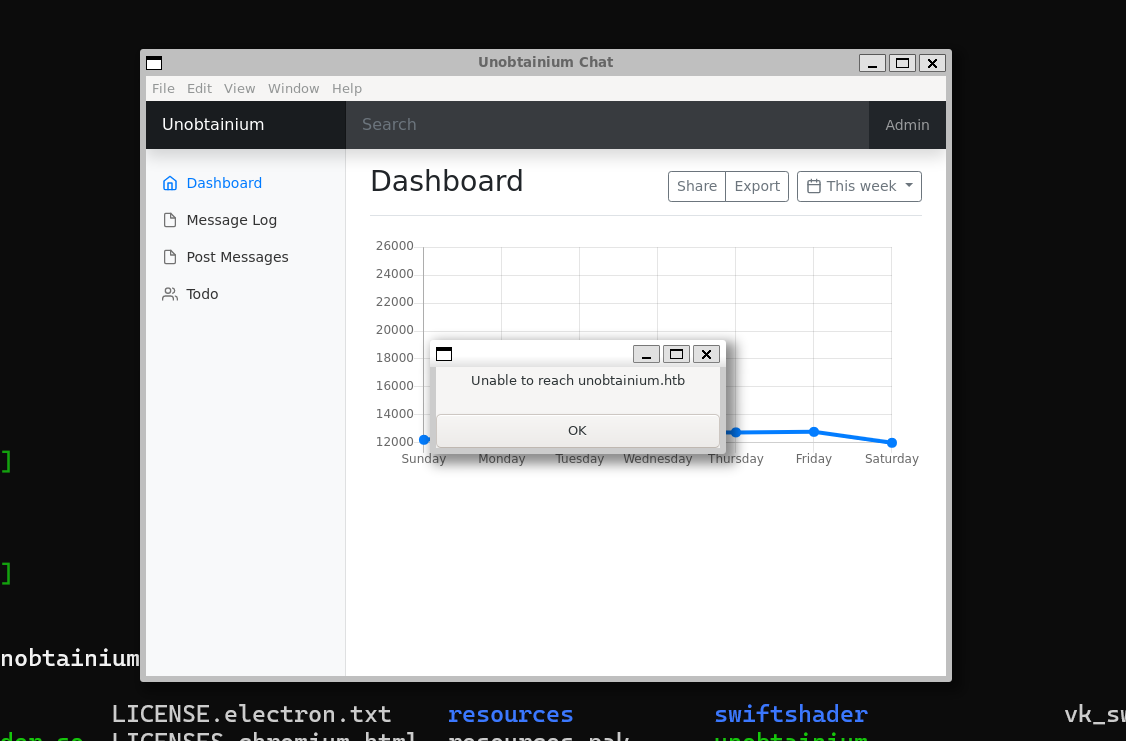 Unobtainium Chat
File Edit View Window Help
Unobtainium Search Admin
Dashboard
Message Log
Post Messages
Todo
Dashboard
Share Export This week
26000
24000
22000
20000
18000
16000
14000
12000
Sunday Monday Tuesday Wednesday Thursday Friday Saturday
Unable to reach unobtainium.htb
OK
]
]
nobtainium
LICENSE.electron.txt resources swiftshader vk_sw
LICENSES.chromium.html resources.pak unobtainium